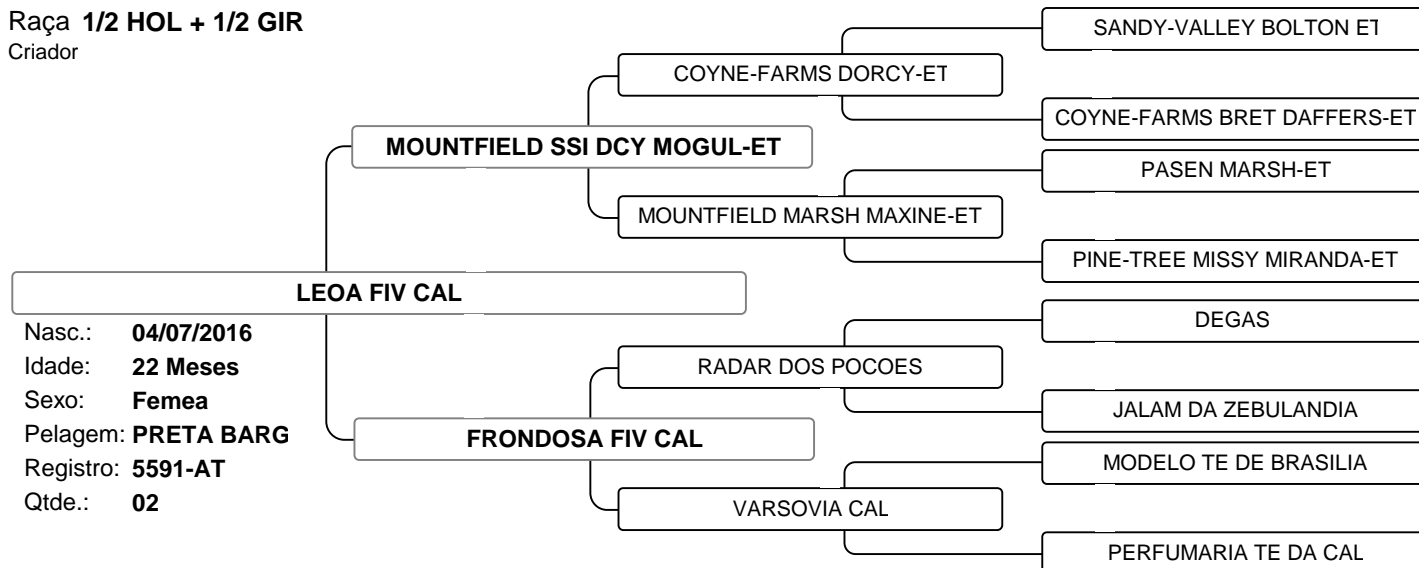 Raça 1/2 HOL + 1/2 GIR
Criador
SANDY-VALLEY BOLTON ET
COYNE-FARMS DORCY-ET
COYNE-FARMS BRET DAFFERS-ET
MOUNTFIELD SSI DCY MOGUL-ET
PASEN MARSH-ET
MOUNTFIELD MARSH MAXINE-ET
PINE-TREE MISSY MIRANDA-ET
LEOA FIV CAL
Nasc.: 04/07/2016
Idade: 22 Meses
Sexo: Femea
Pelagem: PRETA BARG
Registro: 5591-AT
Qtde.: 02
DEGAS
RADAR DOS POCOES
JALAM DA ZEBULANDIA
FRONDOSA FIV CAL
MODELO TE DE BRASILIA
VARSOVIA CAL
PERFUMARIA TE DA CAL